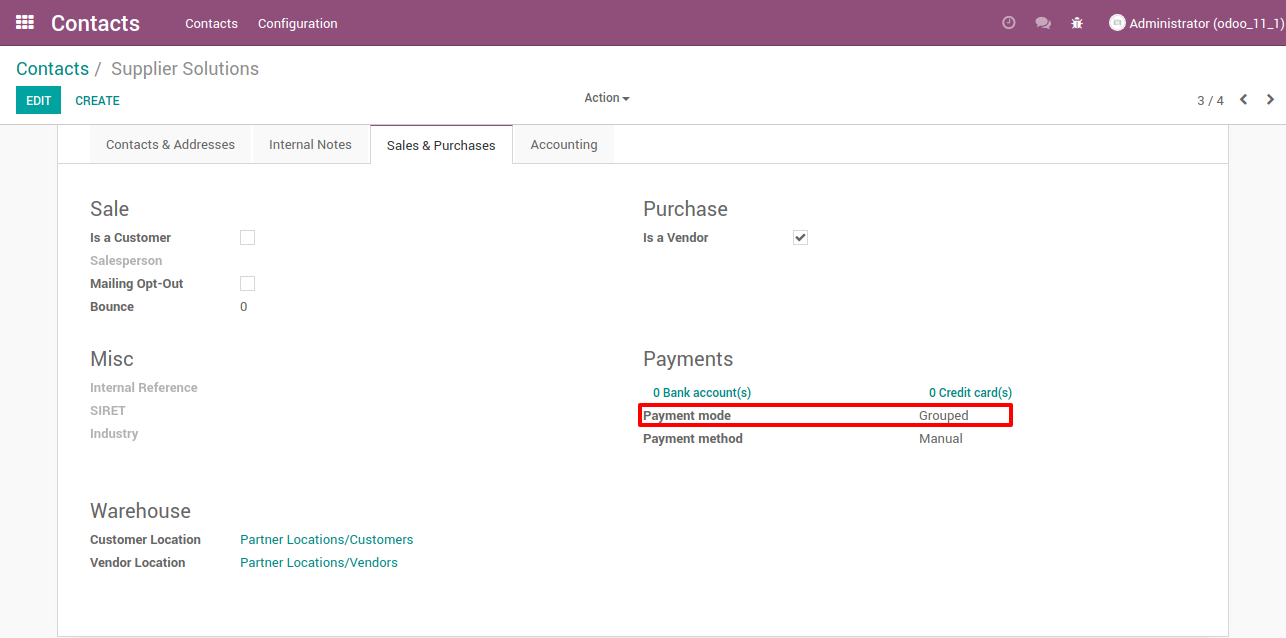 Contacts Contacts Configuration Administrator (odoo_11_1)
Contacts / Supplier Solutions
EDIT CREATE Action 3 / 4
Contacts & Addresses Internal Notes Sales & Purchases Accounting
Sale
Is a Customer
Salesperson
Mailing Opt-Out
Bounce 0
Purchase
Is a Vendor
Misc
Internal Reference
SIRET
Industry
Payments
0 Bank account(s) 0 Credit card(s)
Payment mode Grouped
Payment method Manual
Warehouse
Customer Location Partner Locations/Customers
Vendor Location Partner Locations/Vendors